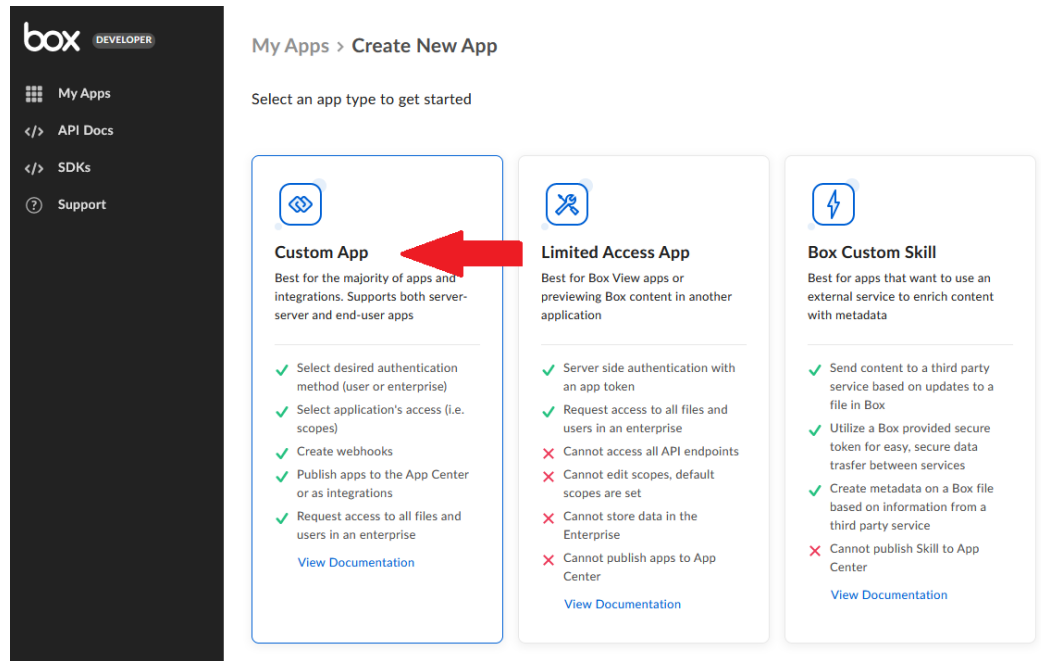 box DEVELOPER
My Apps
API Docs
SDKs
Support
My Apps > Create New App
Select an app type to get started
Custom App
Best for the majority of apps and
integrations. Supports both server-
server and end-user apps
Select desired authentication
method (user or enterprise)
Select application's access (i.e.
scopes)
Create webhooks
Publish apps to the App Center
or as integrations
Request access to all files and
users in an enterprise
View Documentation
Limited Access App
Best for Box View apps or
previewing Box content in another
application
Server side authentication with
an app token
Request access to all files and
users in an enterprise
Cannot access all API endpoints
Cannot edit scopes, default
scopes are set
Cannot store data in the
Enterprise
Cannot publish apps to App
Center
View Documentation
Box Custom Skill
Best for apps that want to use an
external service to enrich content
with metadata
Send content to a third party
service based on updates to a
file in Box
Utilize a Box provided secure
token for easy, secure data
trasfer between services
Create metadata on a Box file
based on information from a
third party service
Cannot publish Skill to App
Center
View Documentation